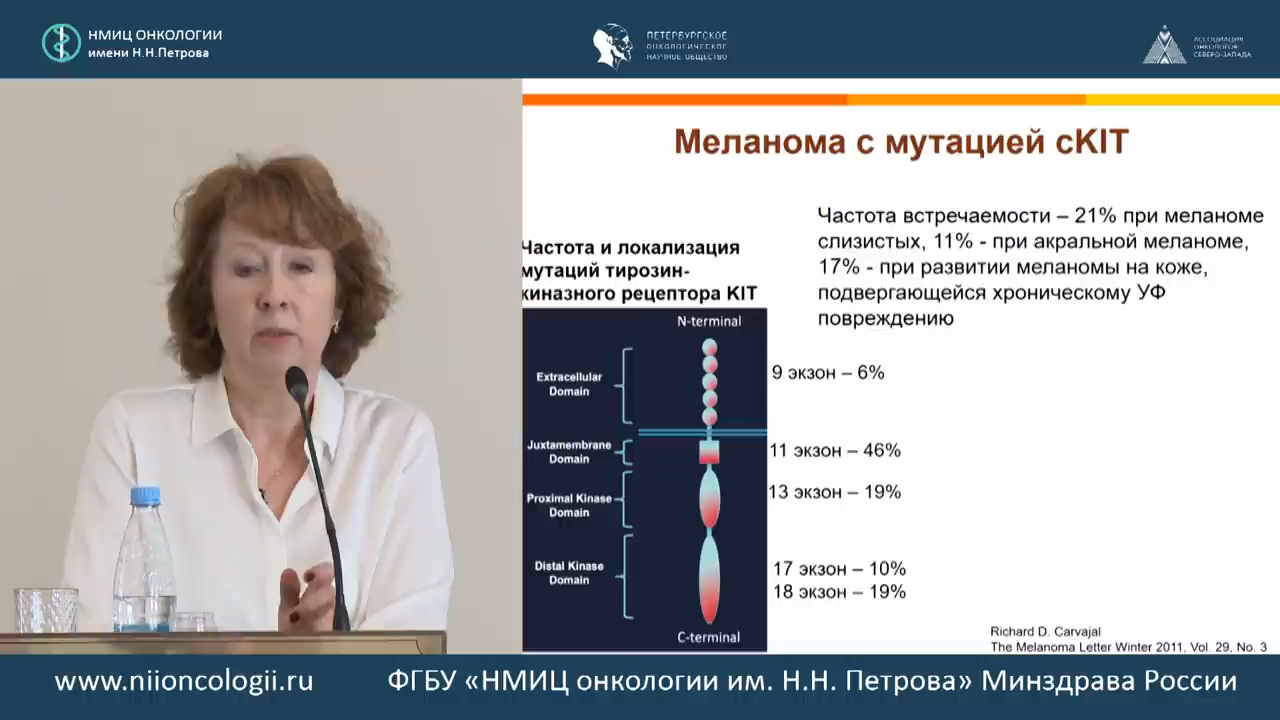 НМИЦ ОНКОЛОГИИ
имени Н.Н.Петрова
ПЕТЕРБУРГСКОЕ
ОНКОЛОГИЧЕСКОЕ
НАУЧНОЕ ОБЩЕСТВО
АССОЦИАЦИЯ
ОНКОЛОГОВ
СЕВЕРО-ЗАПАДА
Меланома с мутацией cKIT
Частота встречаемости – 21% при меланоме
слизистых, 11% - при акральной меланоме,
17% - при развитии меланомы на коже,
подвергающейся хроническому УФ
повреждению
Частота и локализация
мутаций тирозин-
киназного рецептора KIT
N-terminal
Extracellular
Domain
9 экзон – 6%
Juxtamembrane
Domain
11 экзон – 46%
Proximal Kinase
Domain
13 экзон – 19%
Distal Kinase
Domain
17 экзон – 10%
18 экзон – 19%
C-terminal
Richard D. Carvajal
The Melanoma Letter Winter 2011, Vol. 29, No. 3
www.niioncologii.ru
ФГБУ «НМИЦ онкологии им. Н.Н. Петрова» Минздрава России